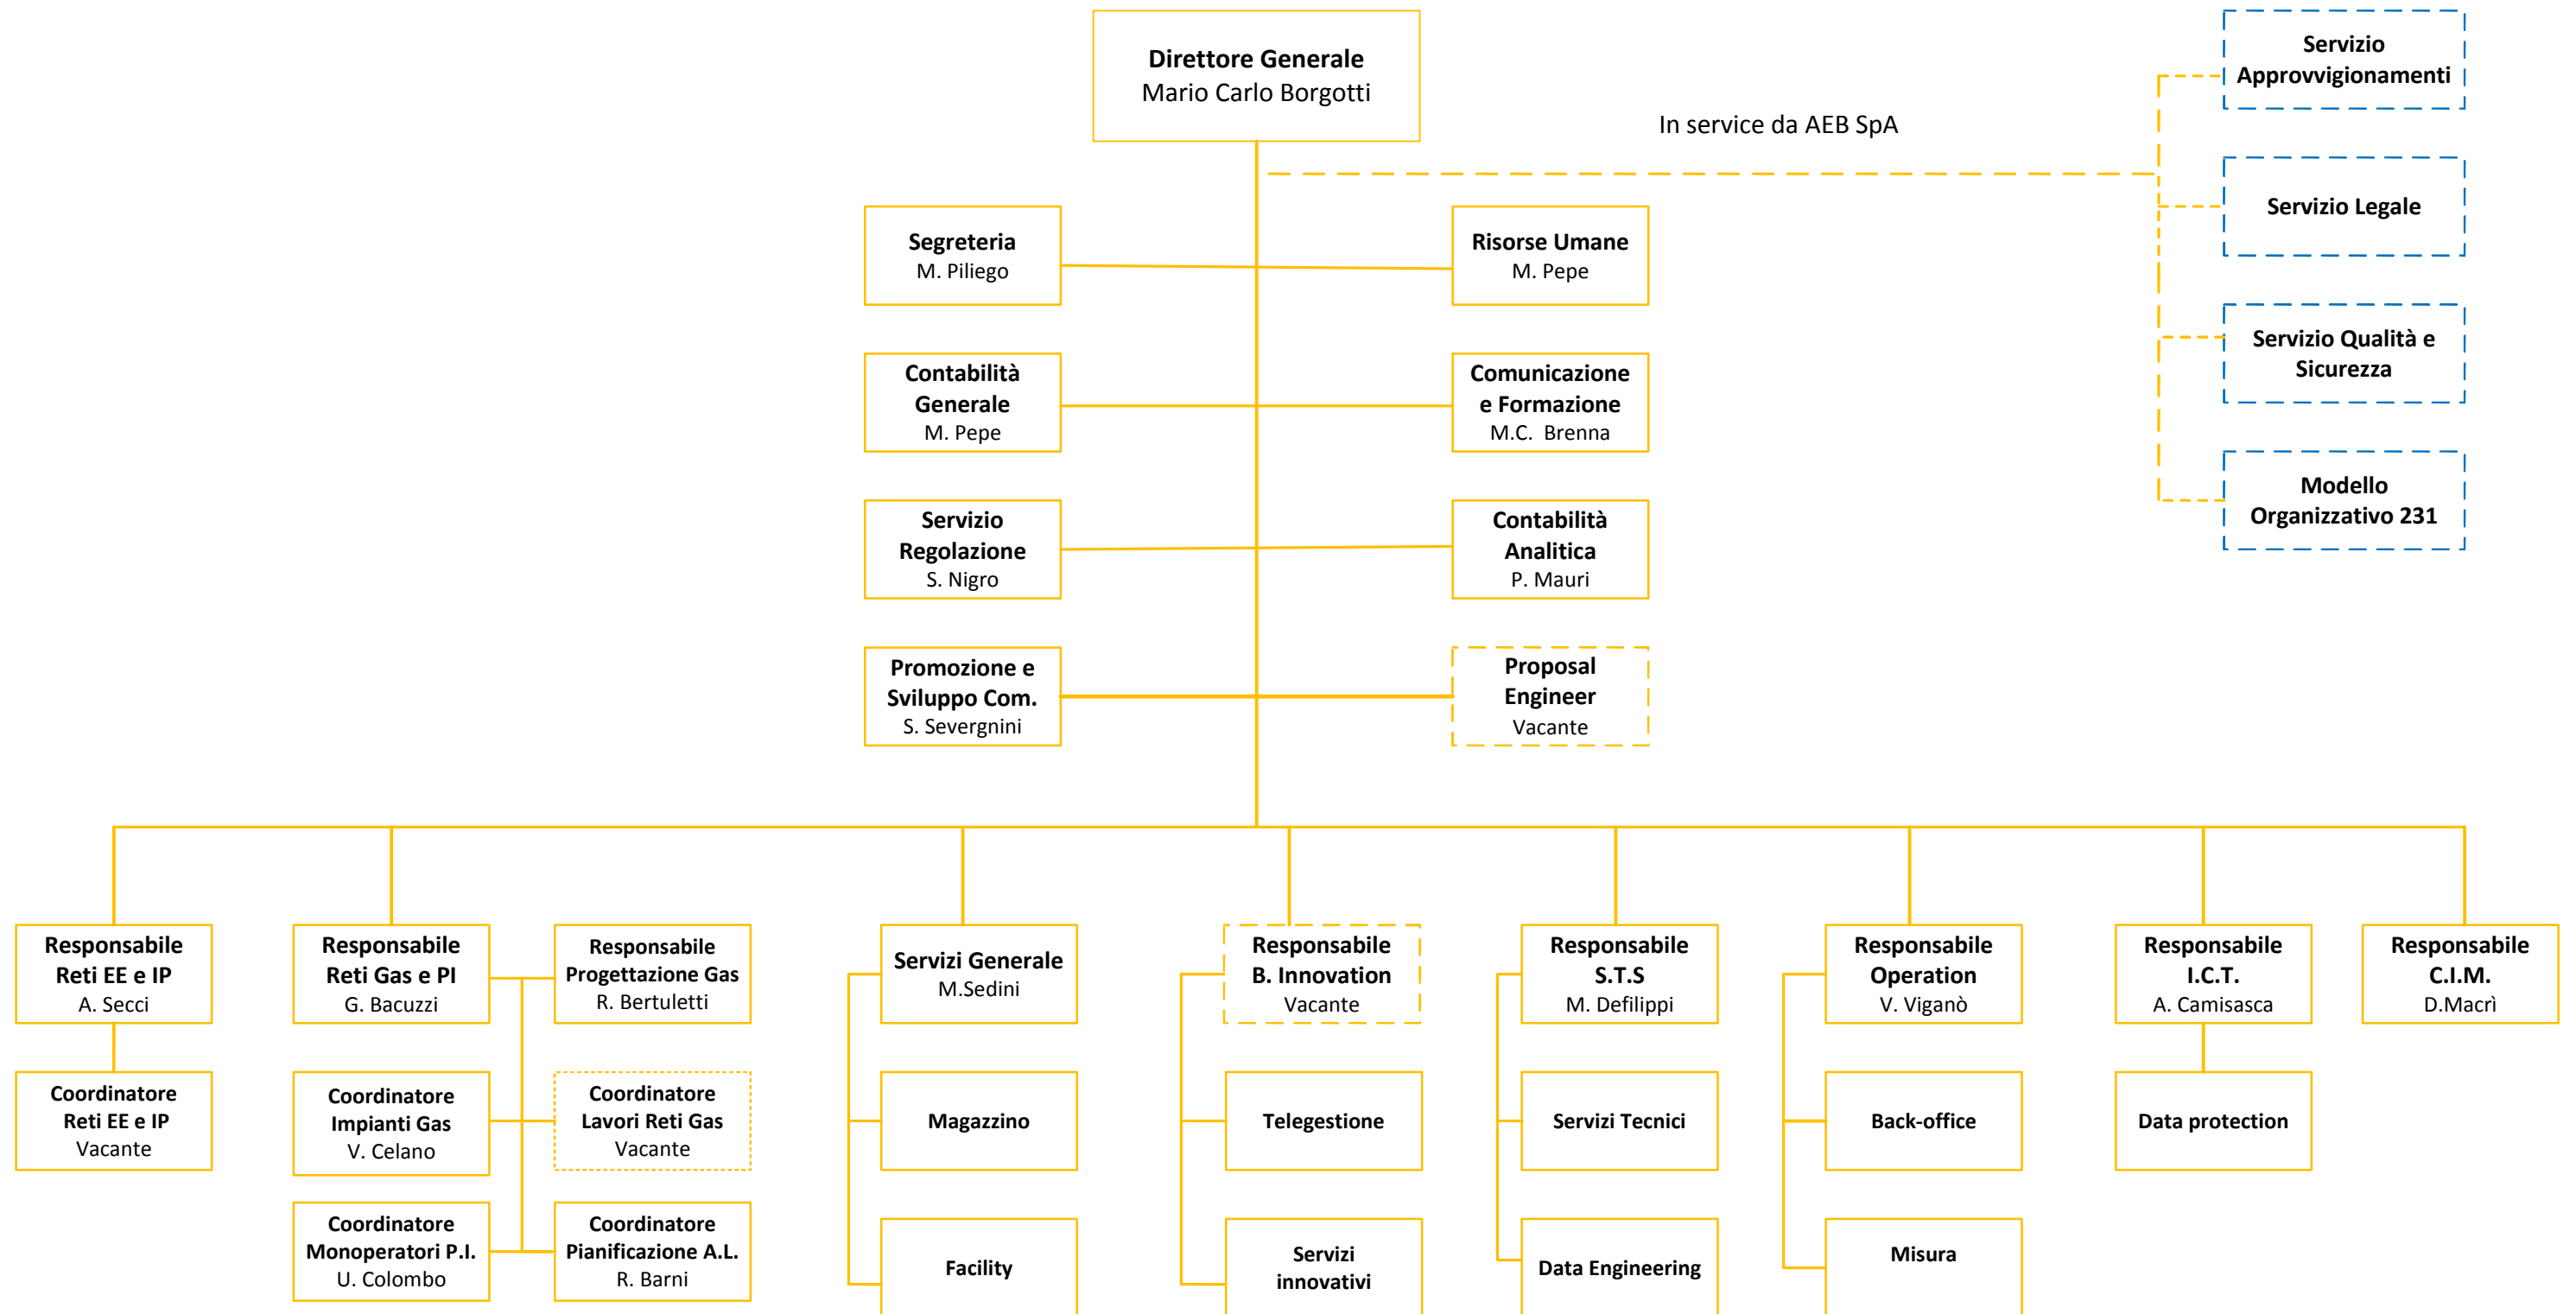 Direttore Generale
Mario Carlo Borgotti
In service da AEB SpA
Servizio
Approvvigionamenti
Servizio Legale
Servizio Qualità e
Sicurezza
Modello
Organizzativo 231
Segreteria
M. Piliego
Risorse Umane
M. Pepe
Contabilità
Generale
M. Pepe
Comunicazione
e Formazione
M.C. Brenna
Servizio
Regolazione
S. Nigro
Contabilità
Analitica
P. Mauri
Promozione e
Sviluppo Com.
S. Severgnini
Proposal
Engineer
Vacante
Responsabile
Reti EE e IP
A. Secci
Responsabile
Reti Gas e PI
G. Bacuzzi
Responsabile
Progettazione Gas
R. Bertuletti
Servizi Generale
M.Sedini
Responsabile
B. Innovation
Vacante
Responsabile
S.T.S
M. Defilippi
Responsabile
Operation
V. Viganò
Responsabile
I.C.T.
A. Camisasca
Responsabile
C.I.M.
D.Macrì
Coordinatore
Reti EE e IP
Vacante
Coordinatore
Impianti Gas
V. Celano
Coordinatore
Lavori Reti Gas
Vacante
Magazzino
Telegestione
Servizi Tecnici
Back-office
Data protection
Coordinatore
Monoperatori P.I.
U. Colombo
Coordinatore
Pianificazione A.L.
R. Barni
Facility
Servizi
innovativi
Data Engineering
Misura